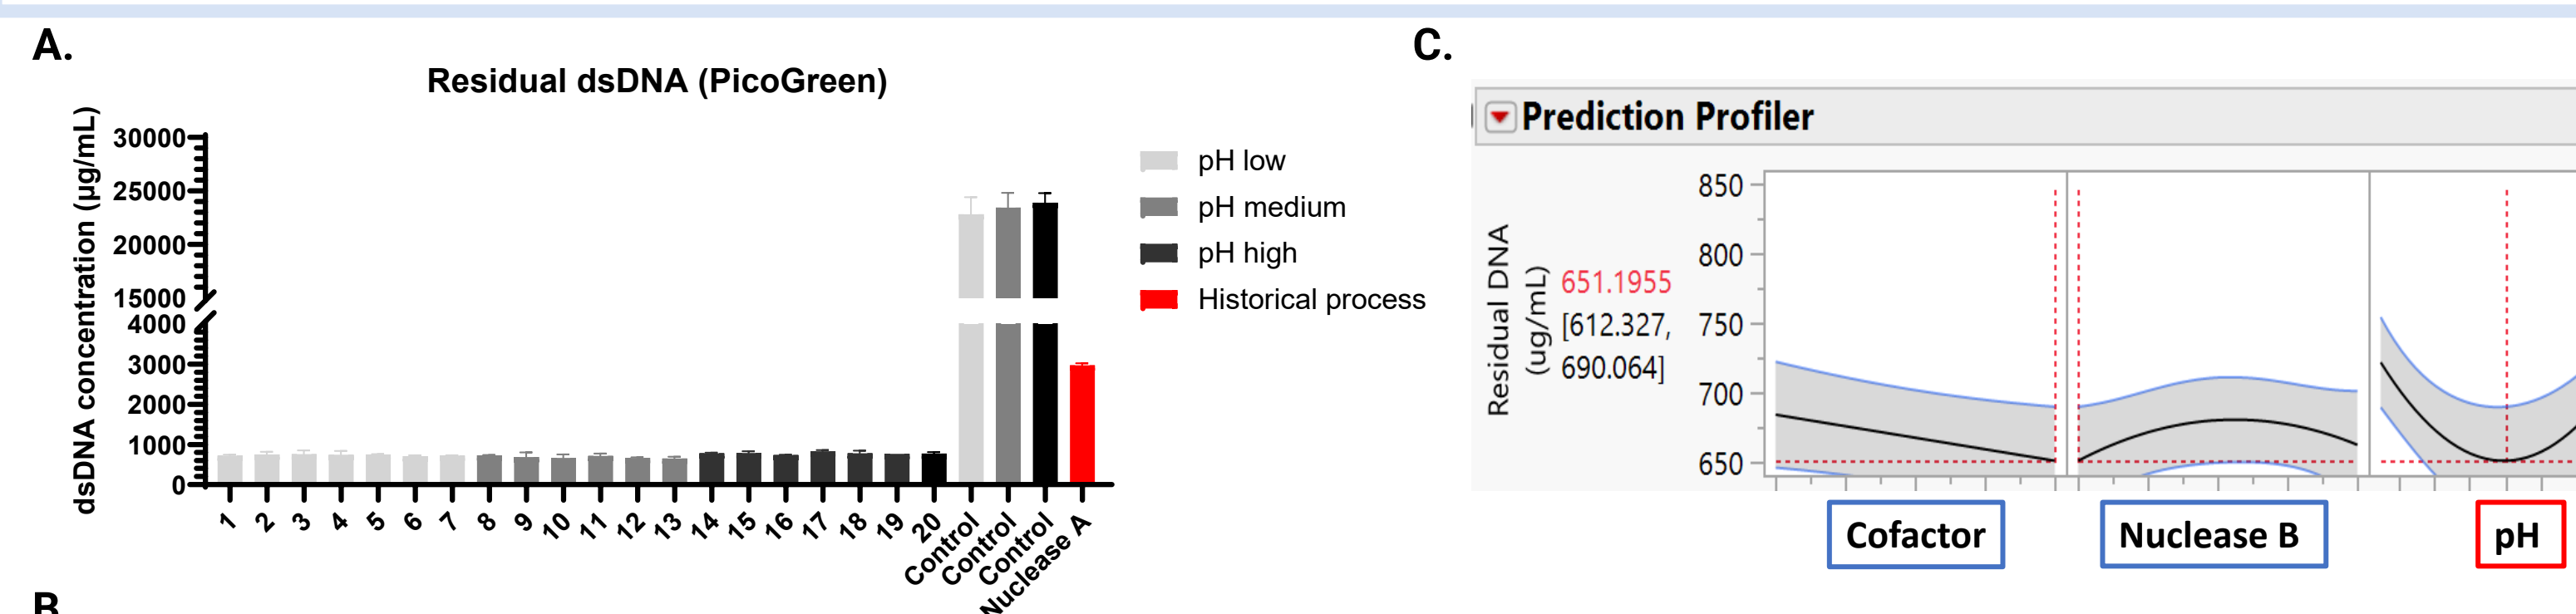 A.
Residual dsDNA (PicoGreen)
dsDNA concentration (µg/mL)
30000
25000
20000
15000
4000
3000
2000
1000
0
1
2
3
4
5
6
7
8
9
10
11
12
13
14
15
16
17
18
19
20
Control
Control
Control
Nuclease A
pH low
pH medium
pH high
Historical process
B
C.
Prediction Profiler
Residual DNA
(ug/mL)
651.1955
[612.327,
690.064]
850
800
750
700
650
Cofactor
Nuclease B
pH